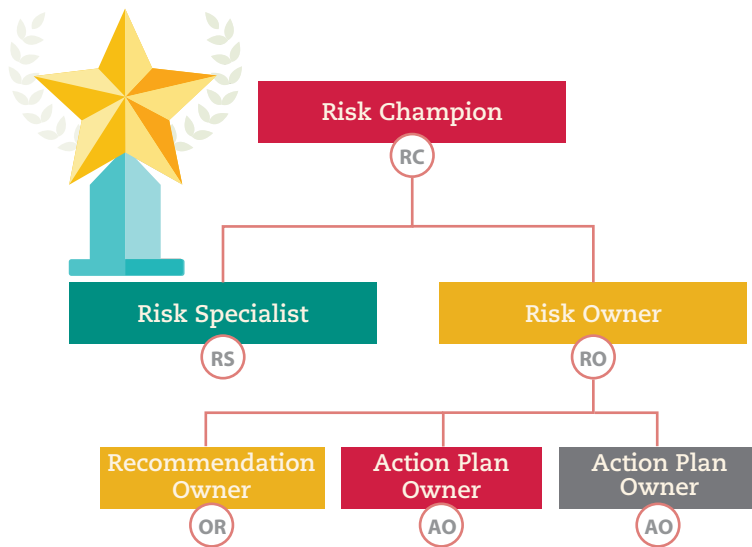 Risk Champion
RC
Risk Specialist
Risk Owner
RS
RO
Recommendation
Owner
Action Plan
Owner
Action Plan
Owner
OR
AO
AO